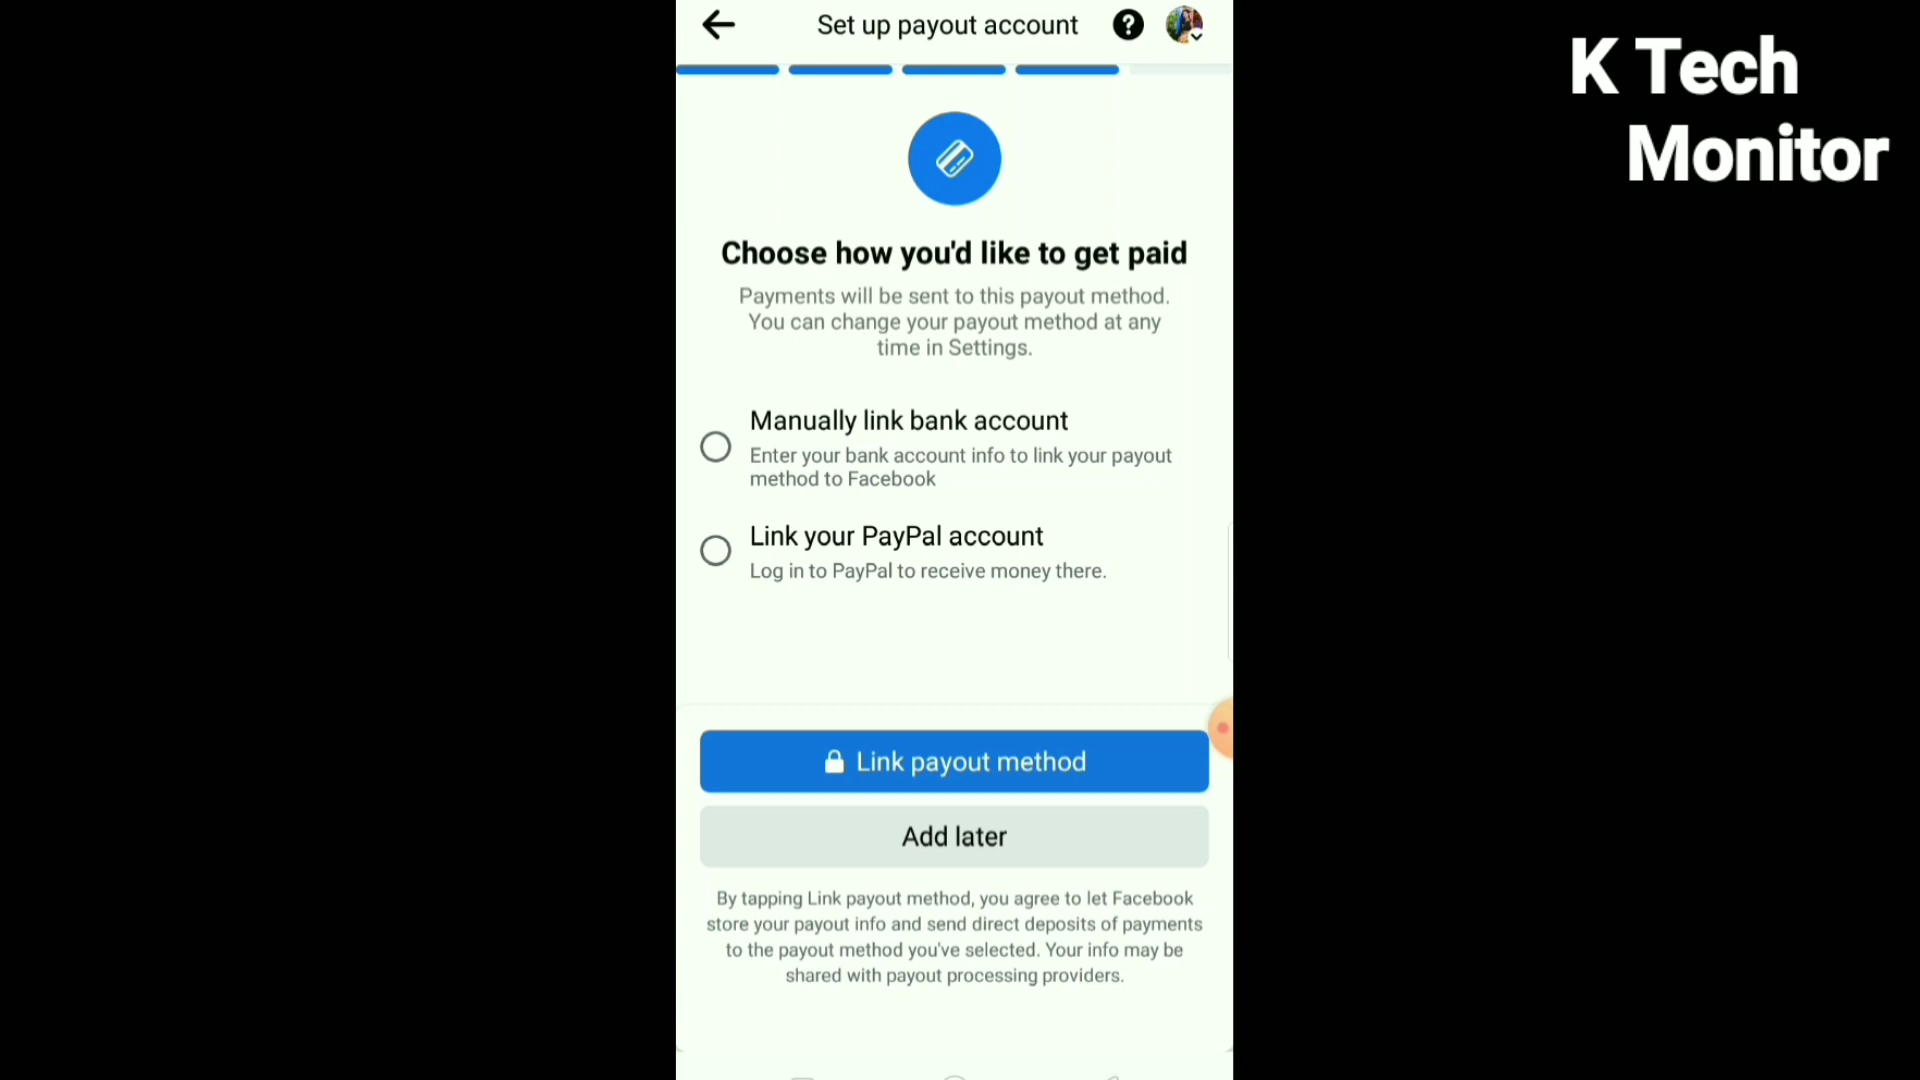 Set up payout account
K Tech
Monitor
Choose how you'd like to get paid
Payments will be sent to this payout method.
You can change your payout method at any
time in Settings.
Manually link bank account
Enter your bank account info to link your payout
method to Facebook
Link your PayPal account
Log in to PayPal to receive money there.
Link payout method
Add later
By tapping Link payout method, you agree to let Facebook
store your payout info and send direct deposits of payments
to the payout method you've selected. Your info may be
shared with payout processing providers.